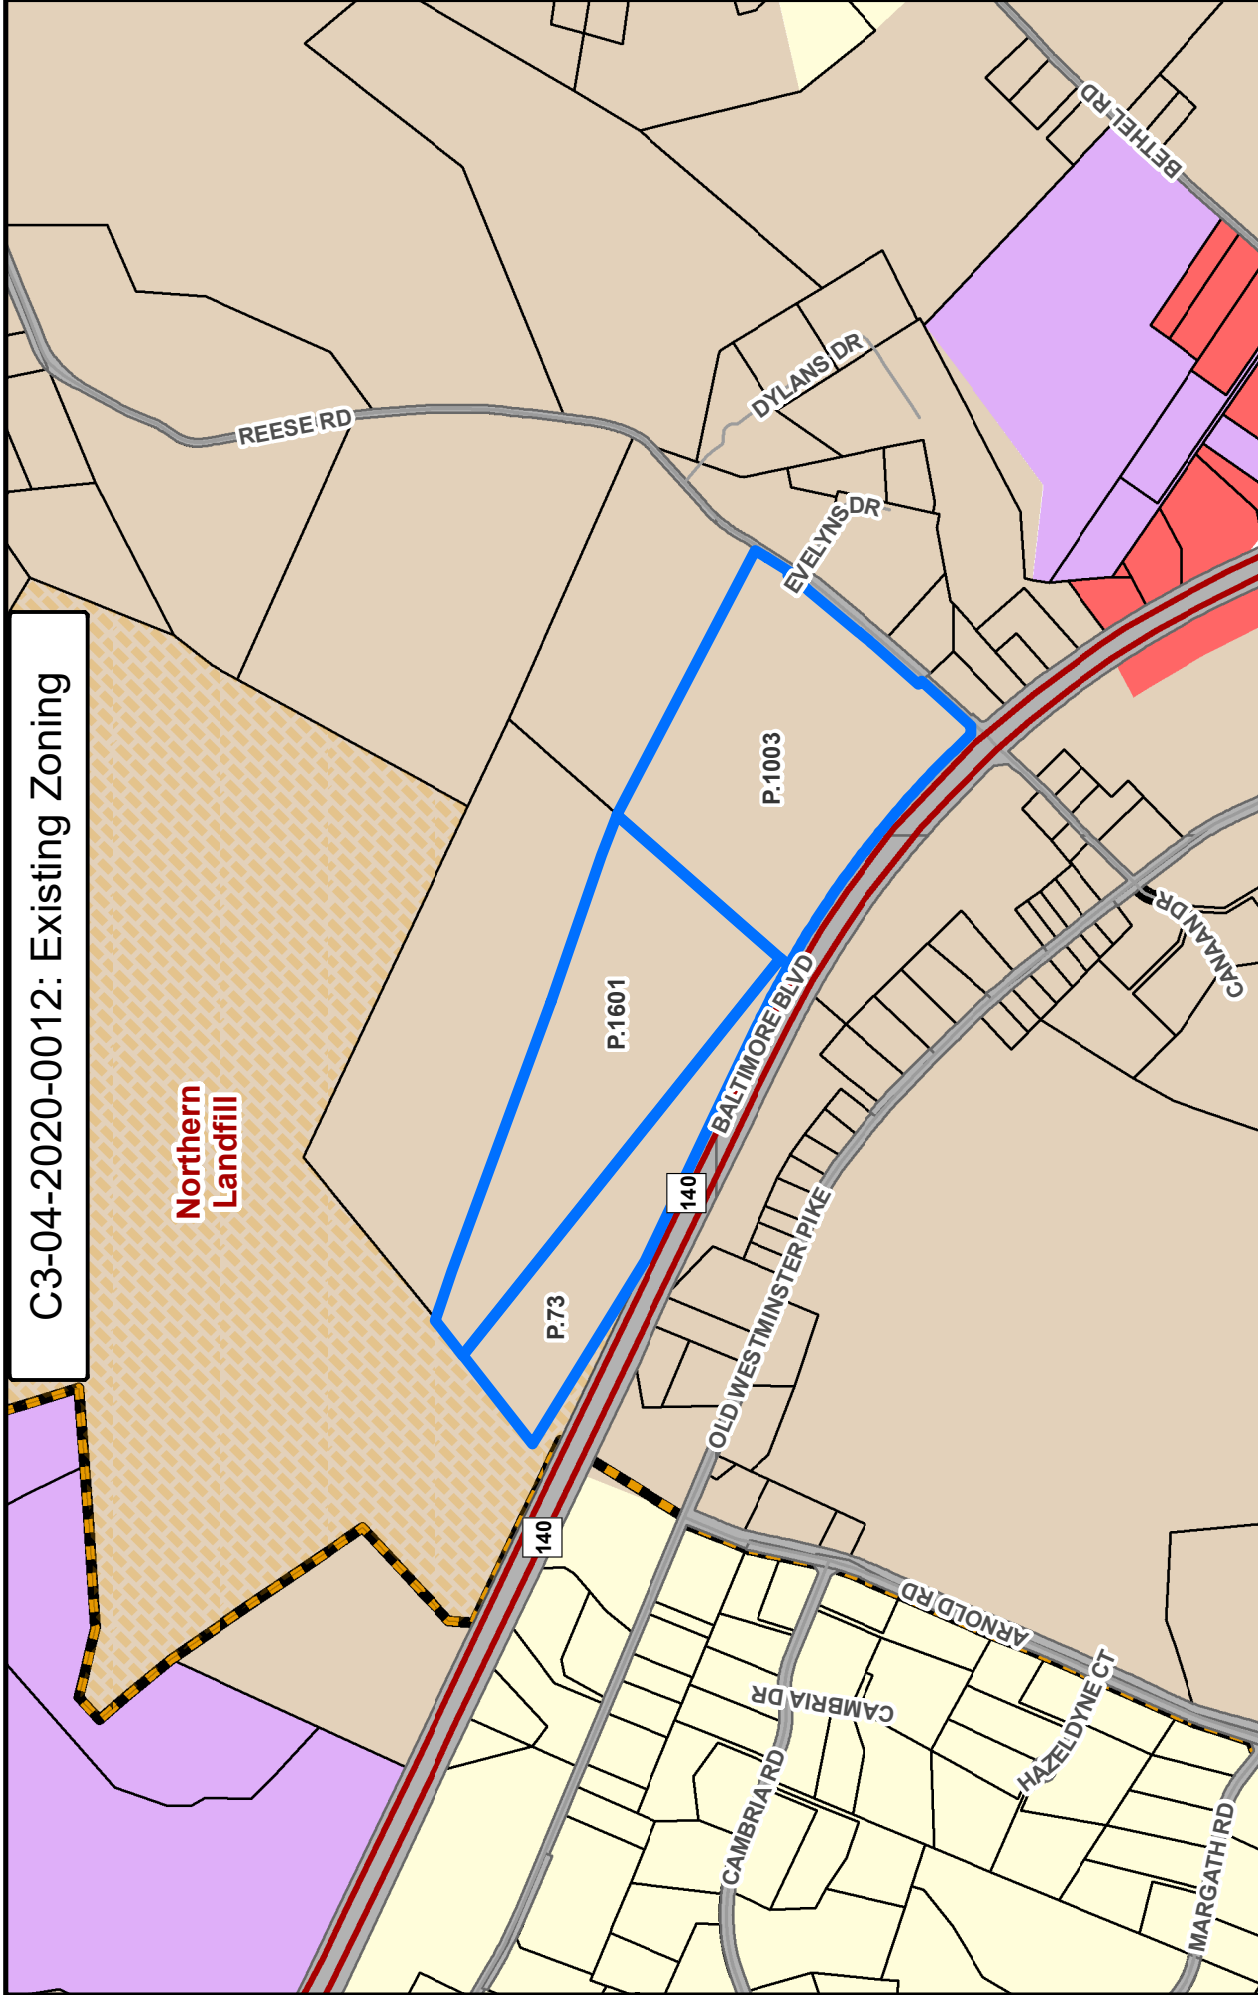 C3-04-2020-0012: Existing Zoning
Northern
Landfill
REESE RD
DYLANS DR
EVELYNS DR
BETHEL RD
P.1003
P.1601
P.73
BALTIMORE BLVD
140
140
OLD WESTMINSTER PIKE
CANAAN DR
ARNOLD RD
CAMBRIA DR
CAMBRIA RD
HAZELDYNE CT
MARGATH RD